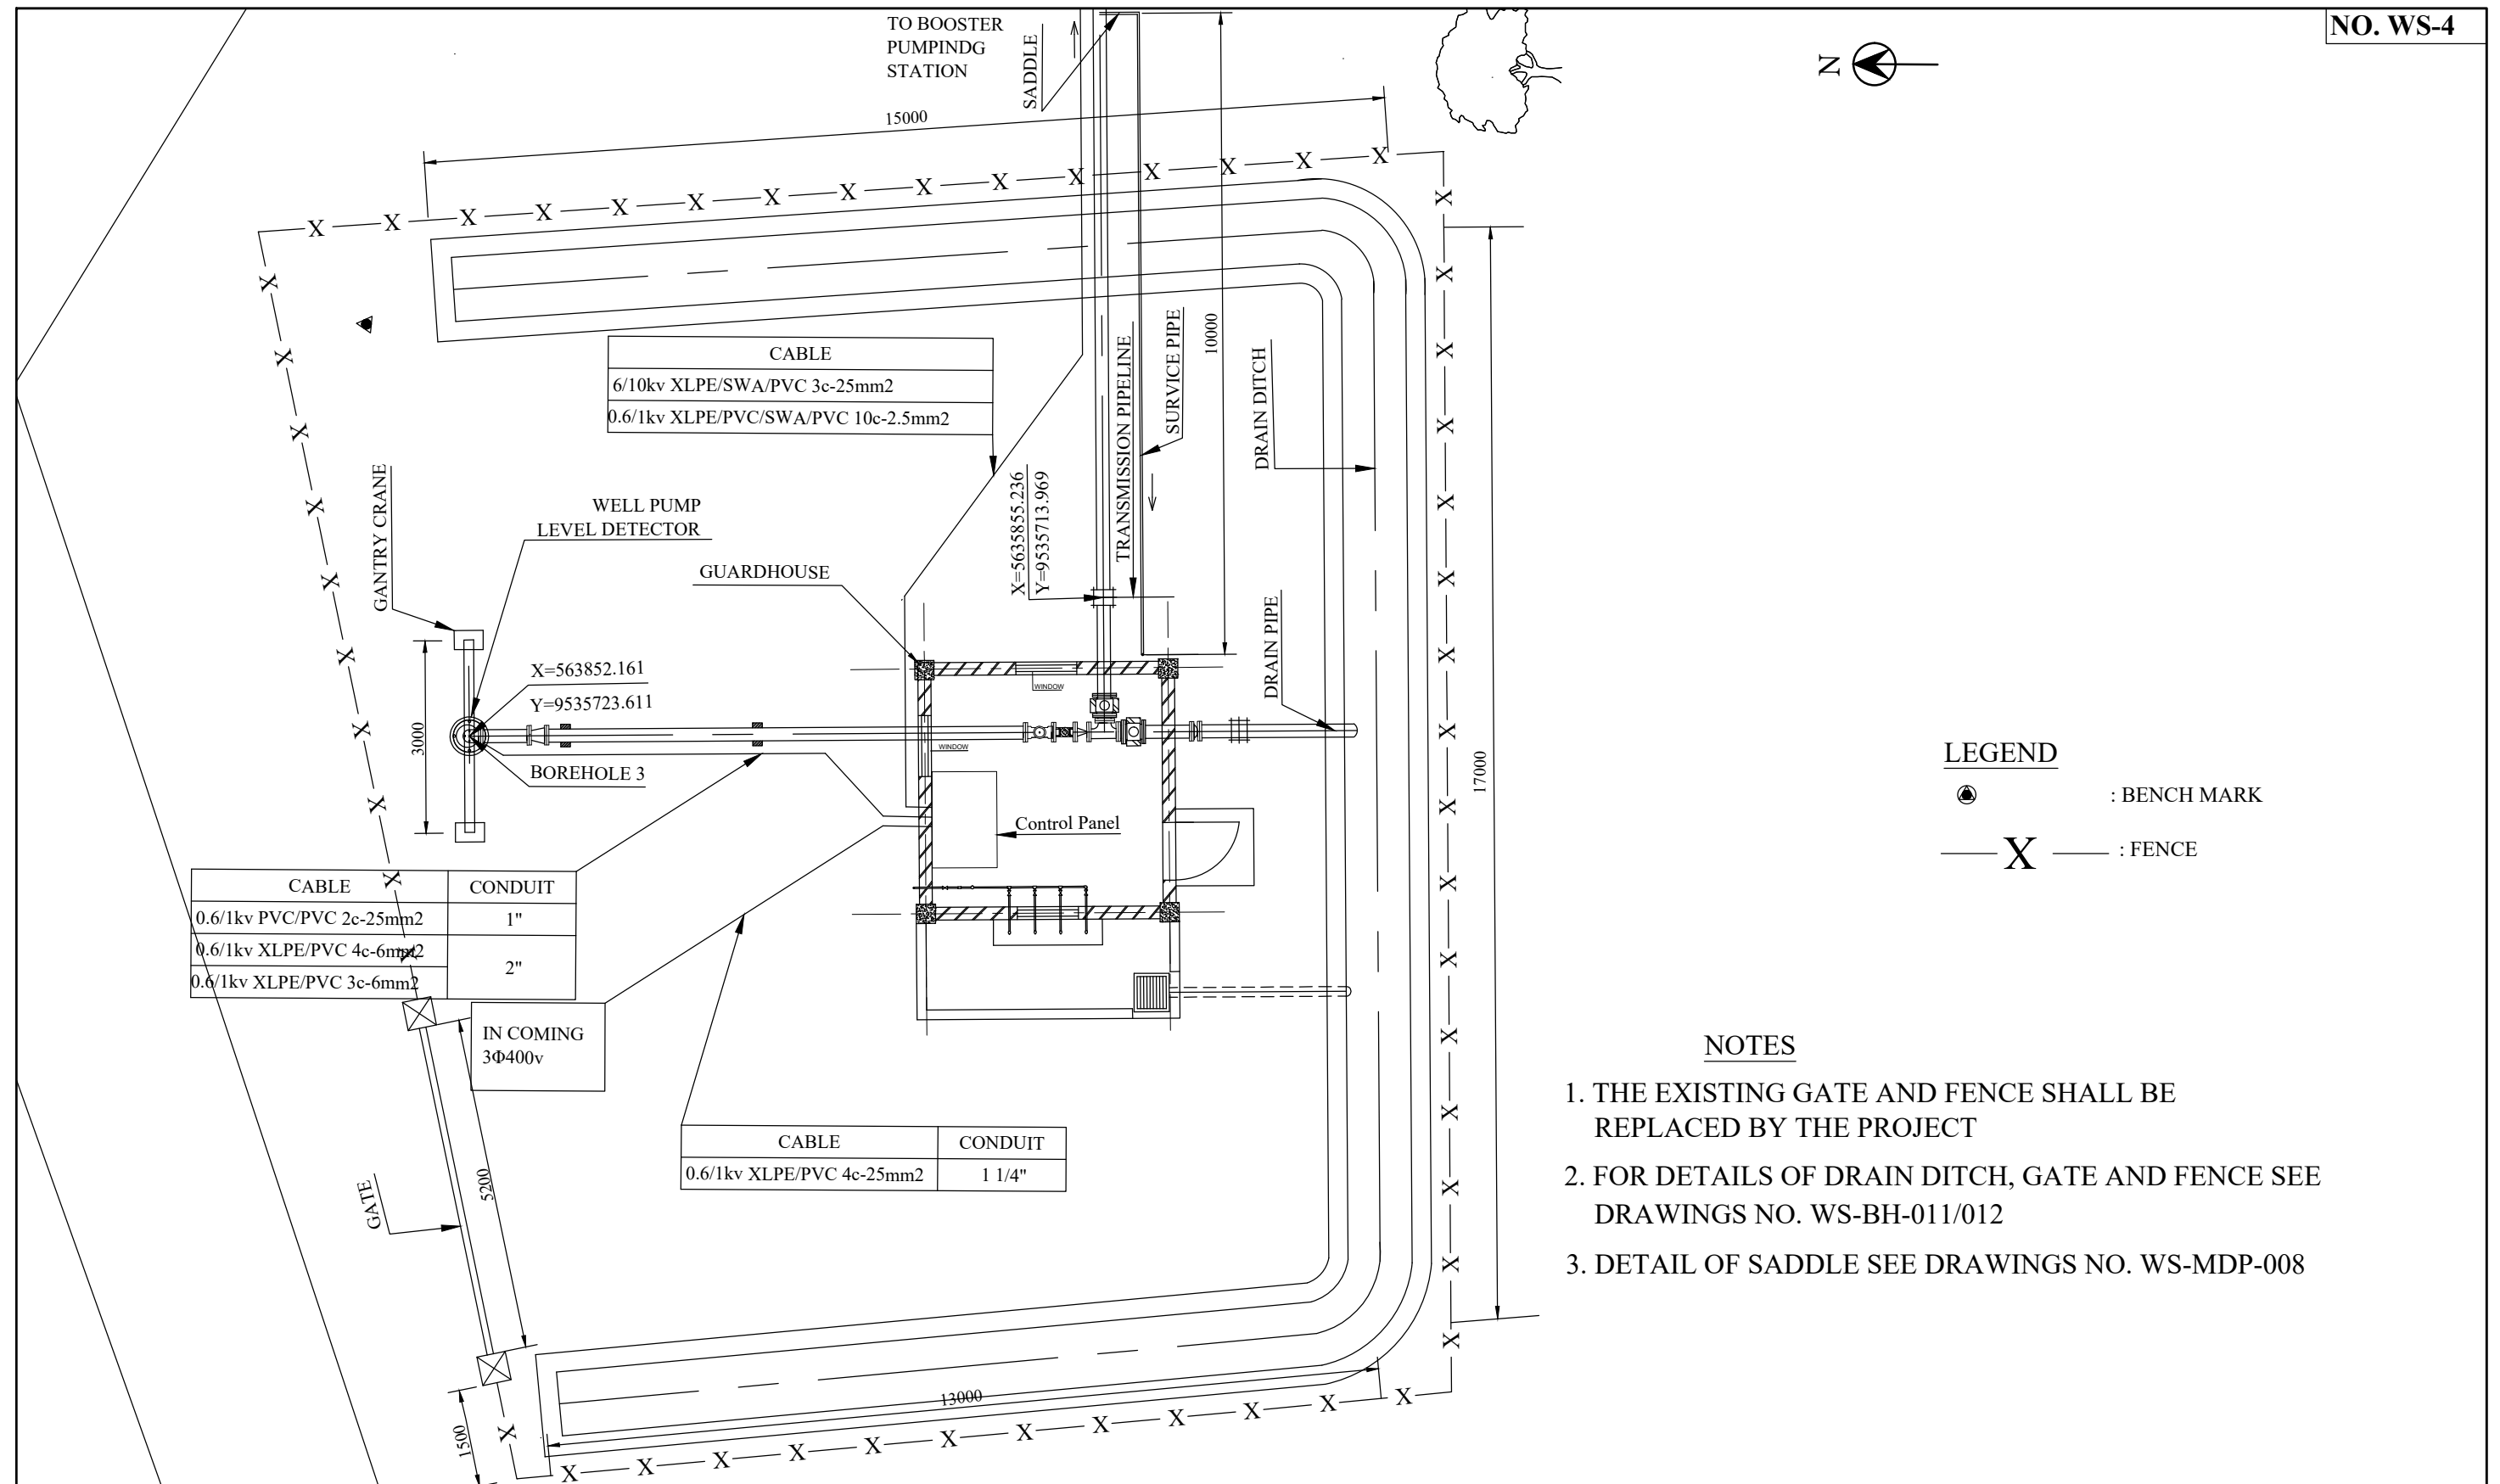 NO. WS-4
TO BOOSTER
PUMPINDG
STATION
SADDLE
N
15000
10000
TRANSMISSION PIPELINE
SURVICE PIPE
DRAIN DITCH
CABLE
6/10kv XLPE/SWA/PVC 3c-25mm2
0.6/1kv XLPE/PVC/SWA/PVC 10c-2.5mm2
GANTRY CRANE
WELL PUMP
LEVEL DETECTOR
GUARDHOUSE
X=5635855.236
Y=9535713.969
DRAIN PIPE
X=563852.161
Y=9535723.611
3000
BOREHOLE 3
WINDOW
WINDOW
Control Panel
17000
LEGEND
: BENCH MARK
X : FENCE
CABLE CONDUIT
0.6/1kv PVC/PVC 2c-25mm2 1"
0.6/1kv XLPE/PVC 4c-6mm2
2"
0.6/1kv XLPE/PVC 3c-6mm2
IN COMING
3Φ400v
CABLE CONDUIT
0.6/1kv XLPE/PVC 4c-25mm2 1 1/4"
GATE
5200
1500
13000
NOTES
1. THE EXISTING GATE AND FENCE SHALL BE
REPLACED BY THE PROJECT
2. FOR DETAILS OF DRAIN DITCH, GATE AND FENCE SEE
DRAWINGS NO. WS-BH-011/012
3. DETAIL OF SADDLE SEE DRAWINGS NO. WS-MDP-008